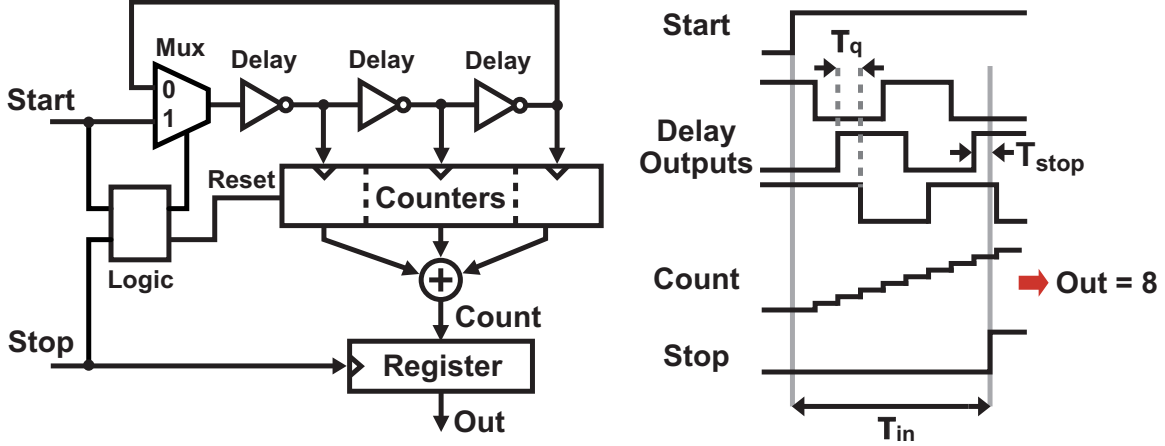 Mux
Delay
Delay
Delay
0
1
Start
Reset
Counters
Logic
+
Count
Stop
Register
Out
Start
Tq
Delay
Outputs
Tstop
Count
Out = 8
Stop
Tin